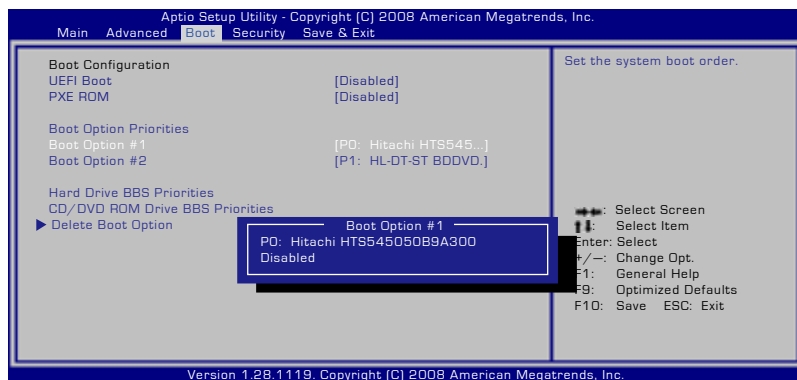 Aptio Setup Utility - Copyright (C) 2008 American Megatrends, Inc.
Main Advanced Boot Security Save & Exit
Boot Configuration
UEFI Boot [Disabled]
PXE ROM [Disabled]
Boot Option Priorities
Boot Option #1 [P0: Hitachi HTS545...]
Boot Option #2 [P1: HL-DT-ST BDDVD.]
Hard Drive BBS Priorities
CD/DVD ROM Drive BBS Priorities
Delete Boot Option
Boot Option #1
P0: Hitachi HTS545050B9A300
Disabled
Set the system boot order.
→←: Select Screen
↑↓: Select Item
Enter: Select
+/—: Change Opt.
F1: General Help
F9: Optimized Defaults
F10: Save ESC: Exit
Version 1.28.1119. Copyright (C) 2008 American Megatrends, Inc.